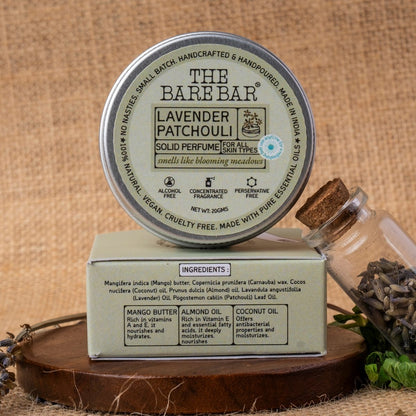 100% NATURAL. VEGAN. CRUELTY FREE. MADE WITH PURE ESSENTIAL OILS ★ NO NASTIES. SMALL BATCH. HANDCRAFTED & HANDPOURED. MADE IN INDIA ★
THE
BARE BAR®
LAVENDER
PATCHOULI
SOLID PERFUME FOR ALL SKIN TYPES
smells like blooming meadows
ALCOHOL FREE
CONCENTRATED FRAGRANCE
PERSERVATIVE FREE
NET WT: 20GMS
INGREDIENTS :
Mangifera indica (Mango) butter, Copernicia prunifera (Carnauba) wax, Cocos
nucifera (Coconut) oil, Prunus dulcis (Almond) oil, Lavandula angustifolia
(Lavender) Oil, Pogostemon cablin (Patchouli) Leaf Oil.
MANGO BUTTER
Rich in vitamins
A and E, it
nourishes and
hydrates.
ALMOND OIL
Rich in Vitamin E
and essential fatty
acids, it deeply
moisturizes,
nourishes
COCONUT OIL
Offers
antibacterial
properties and
moisturizes.